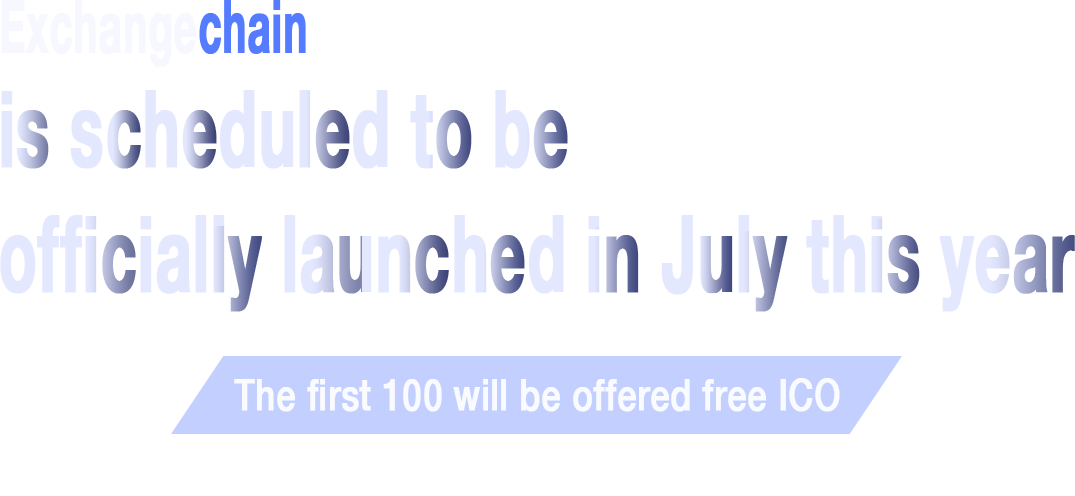 Exchangechain
is scheduled to be
officially launched in July this year
The first 100 will be offered free ICO